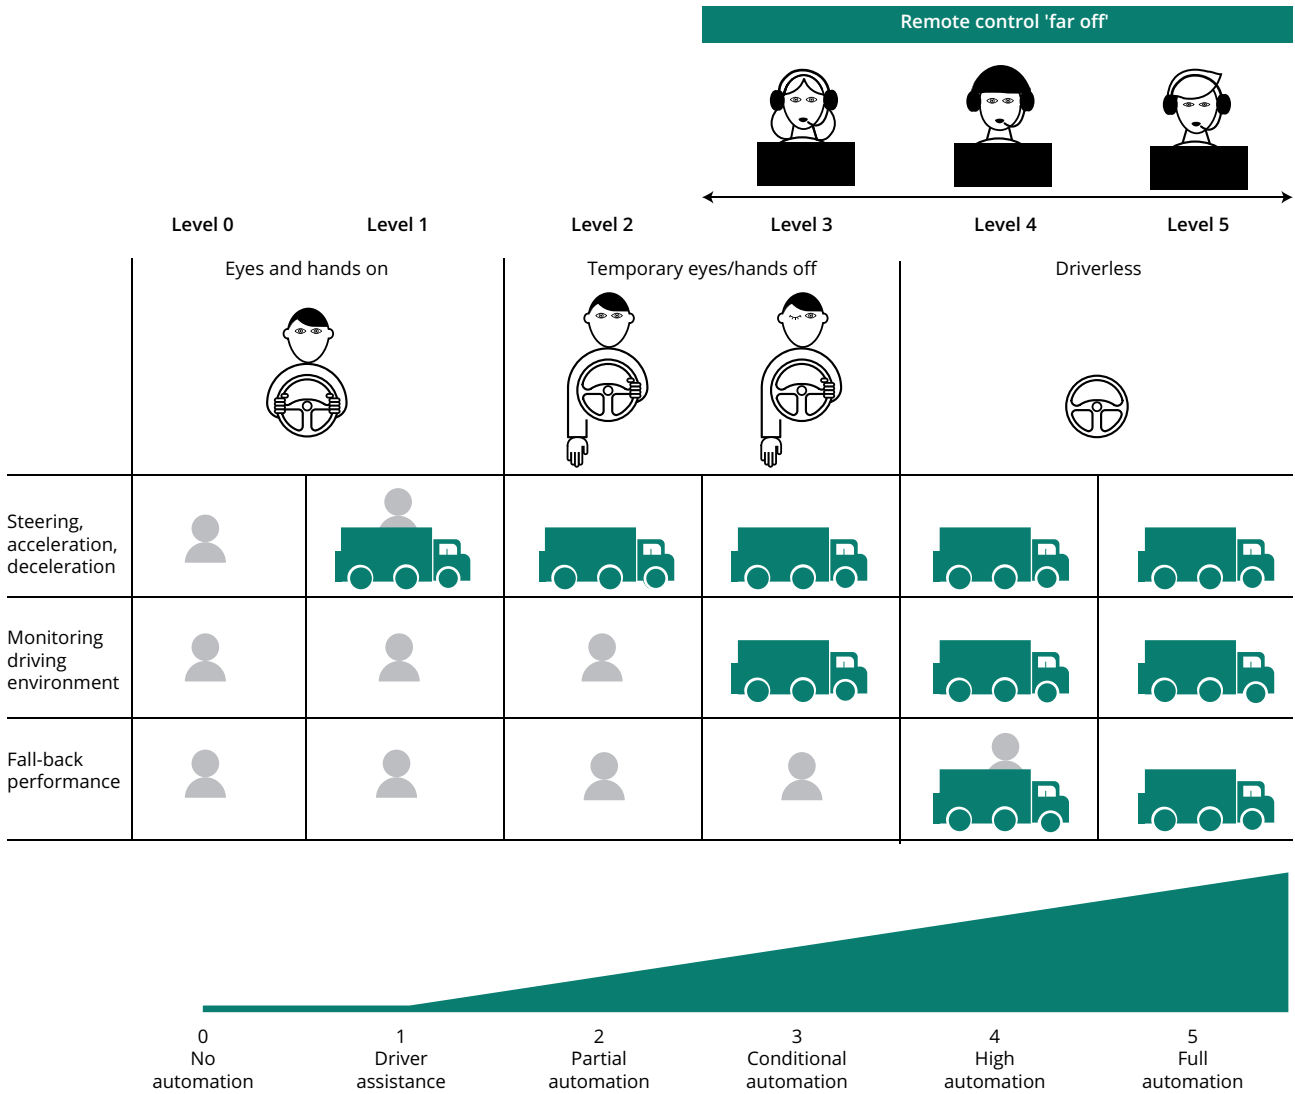 Remote control 'far off'
Level 0 Level 1 Level 2 Level 3 Level 4 Level 5
Eyes and hands on Temporary eyes/hands off Driverless
Steering,
acceleration,
deceleration
Monitoring
driving
environment
Fall-back
performance
0 1 2 3 4 5
No Driver Partial Conditional High Full
automation assistance automation automation automation automation